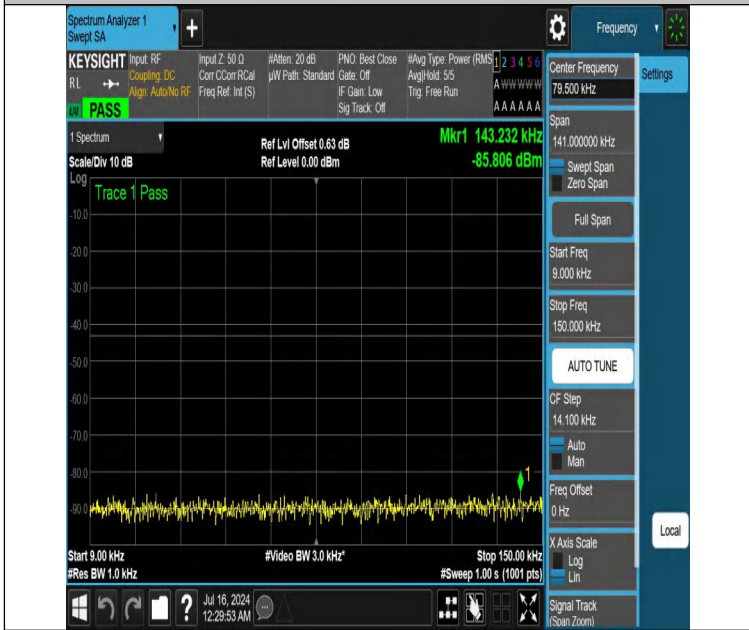 Spectrum Analyzer 1
Swept SA
+
Frequency
KEYSIGHT
RL
PASS
Input: RF
Coupling: DC
Align: Auto/No RF
Input Z: 50 Ω
Corr CCorr RCal
Freq Ref: Int (S)
#Atten: 20 dB
µW Path: Standard
PNO: Best Close
Gate: Off
IF Gain: Low
Sig Track: Off
#Avg Type: Power (RMS
Avg|Hold: 5/5
Trig: Free Run
1 2 3 4 5 6
A W W W W W
A A A A A A
Center Frequency
79.500 kHz
Settings
1 Spectrum
Scale/Div 10 dB
Ref Lvl Offset 0.63 dB
Ref Level 0.00 dBm
Mkr1 143.232 kHz
-85.806 dBm
Log
Trace 1 Pass
-10.0
-20.0
-30.0
-40.0
-50.0
-60.0
-70.0
-80.0
-90.0
1
Start 9.00 kHz
#Res BW 1.0 kHz
#Video BW 3.0 kHz*
Stop 150.00 kHz
#Sweep 1.00 s (1001 pts)
Span
141.000000 kHz
Swept Span
Zero Span
Full Span
Start Freq
9.000 kHz
Stop Freq
150.000 kHz
AUTO TUNE
CF Step
14.100 kHz
Auto
Man
Freq Offset
0 Hz
X Axis Scale
Log
Lin
Signal Track
(Span Zoom)
Local
?
Jul 16, 2024
12:29:53 AM